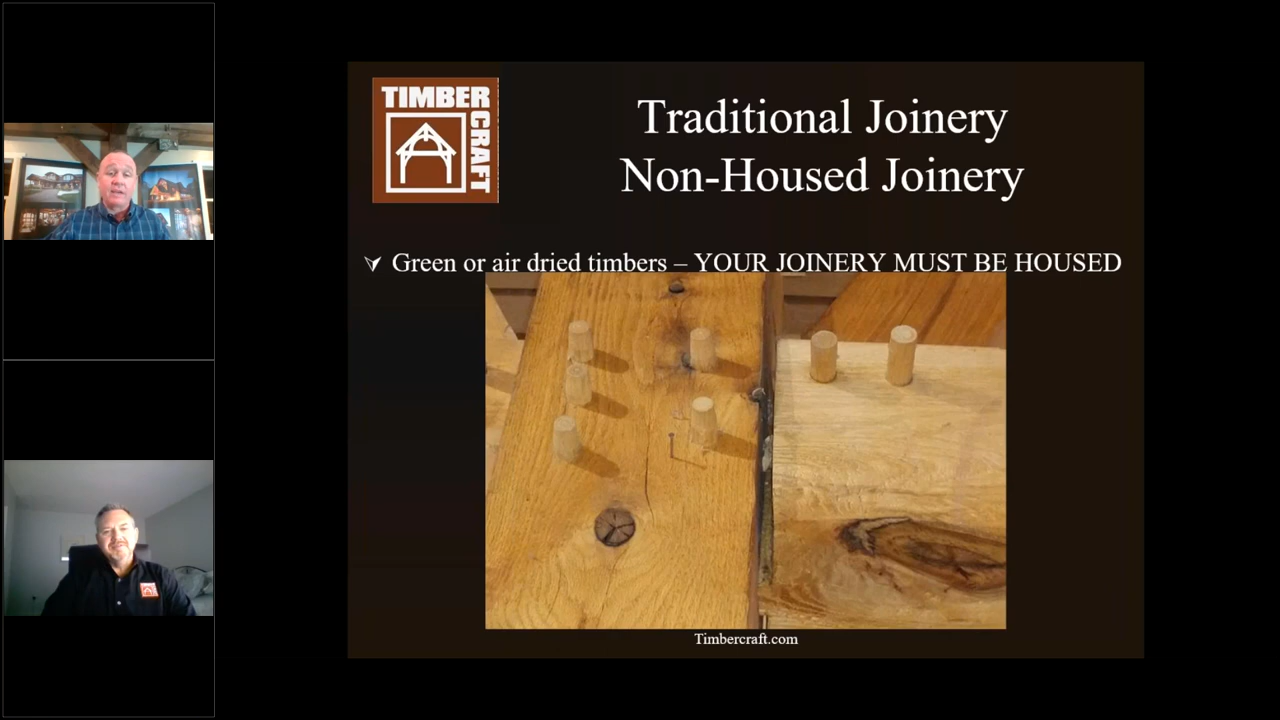 TIMBER
CRAFT
Traditional Joinery
Non-Housed Joinery
Green or air dried timbers – YOUR JOINERY MUST BE HOUSED
Timbercraft.com